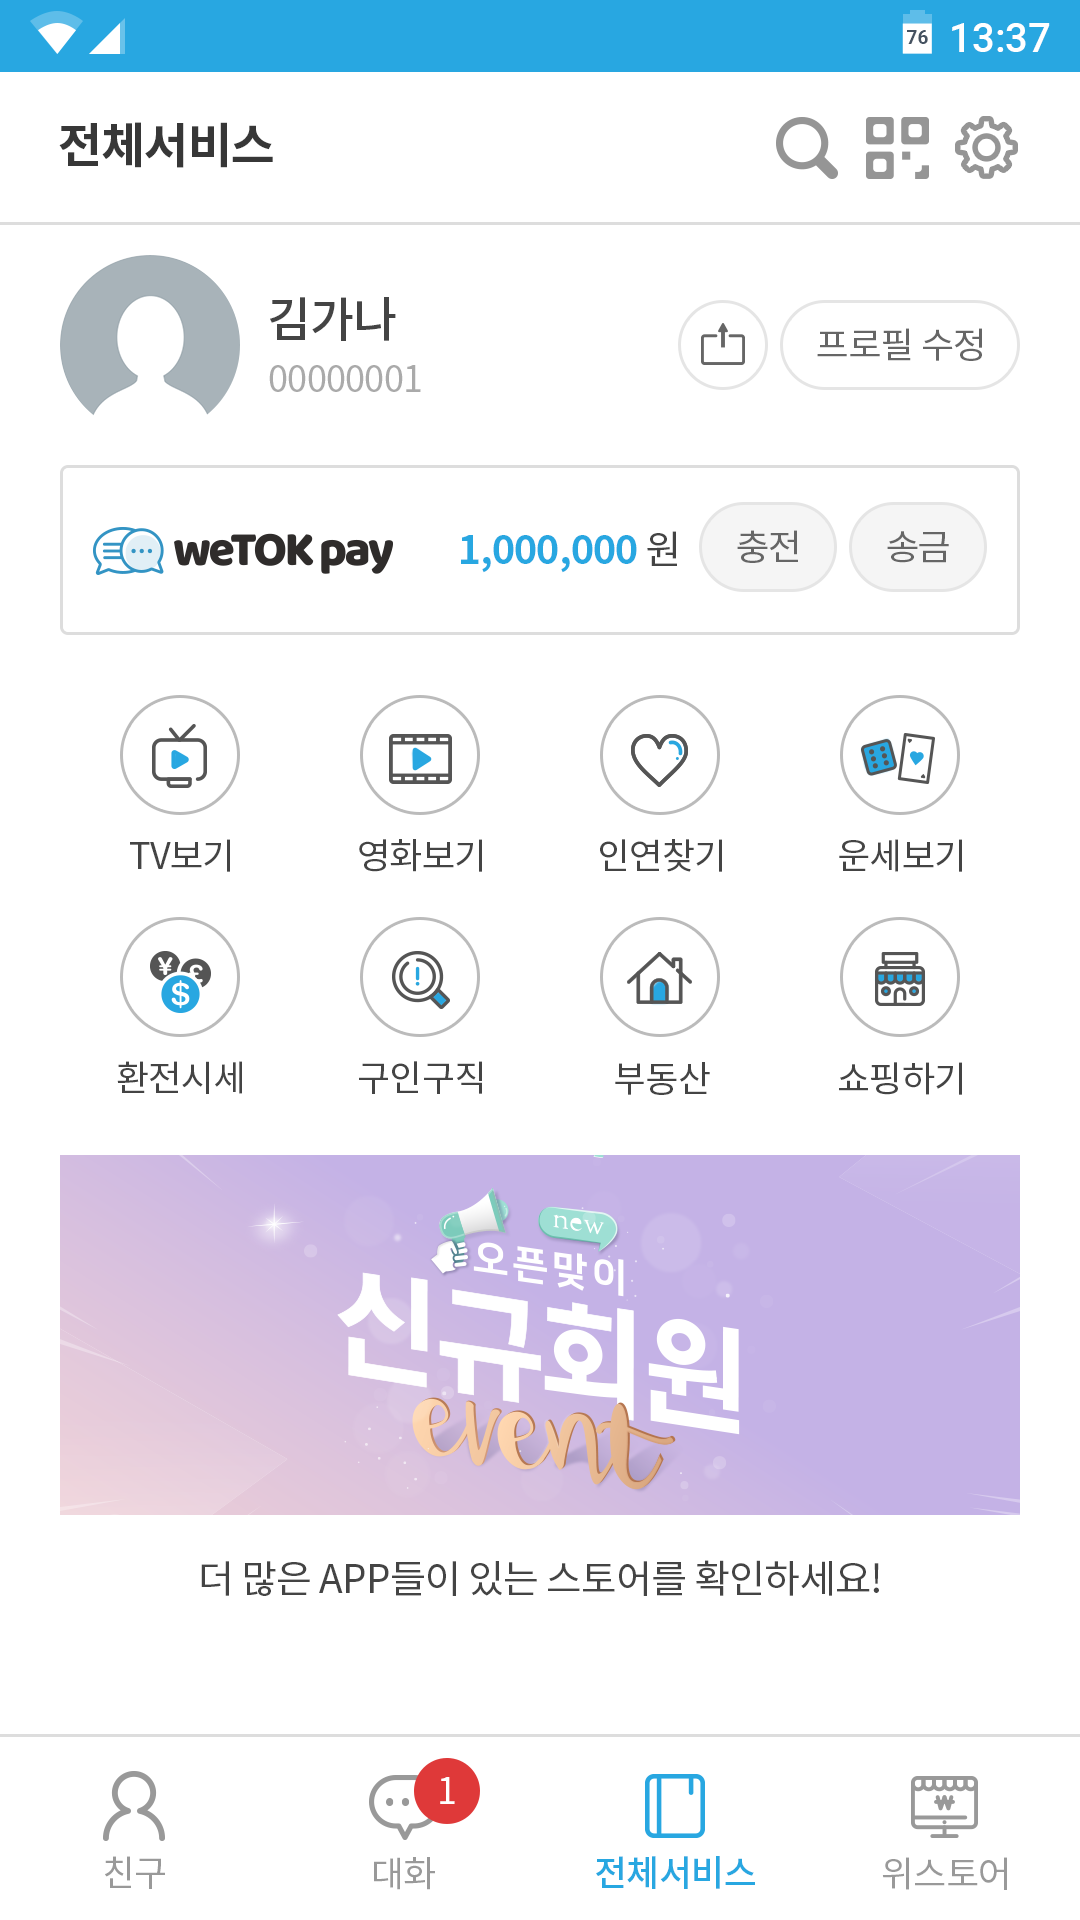 76 13:37
전체서비스
김가나
00000001
프로필 수정
weTOK pay 1,000,000 원 충전 송금
TV보기 영화보기 인연찾기 운세보기
¥ £ $
환전시세 구인구직 부동산 쇼핑하기
new
오픈맞이
신규회원
event
더 많은 APP들이 있는 스토어를 확인하세요!
1
₩
친구 대화 전체서비스 위스토어